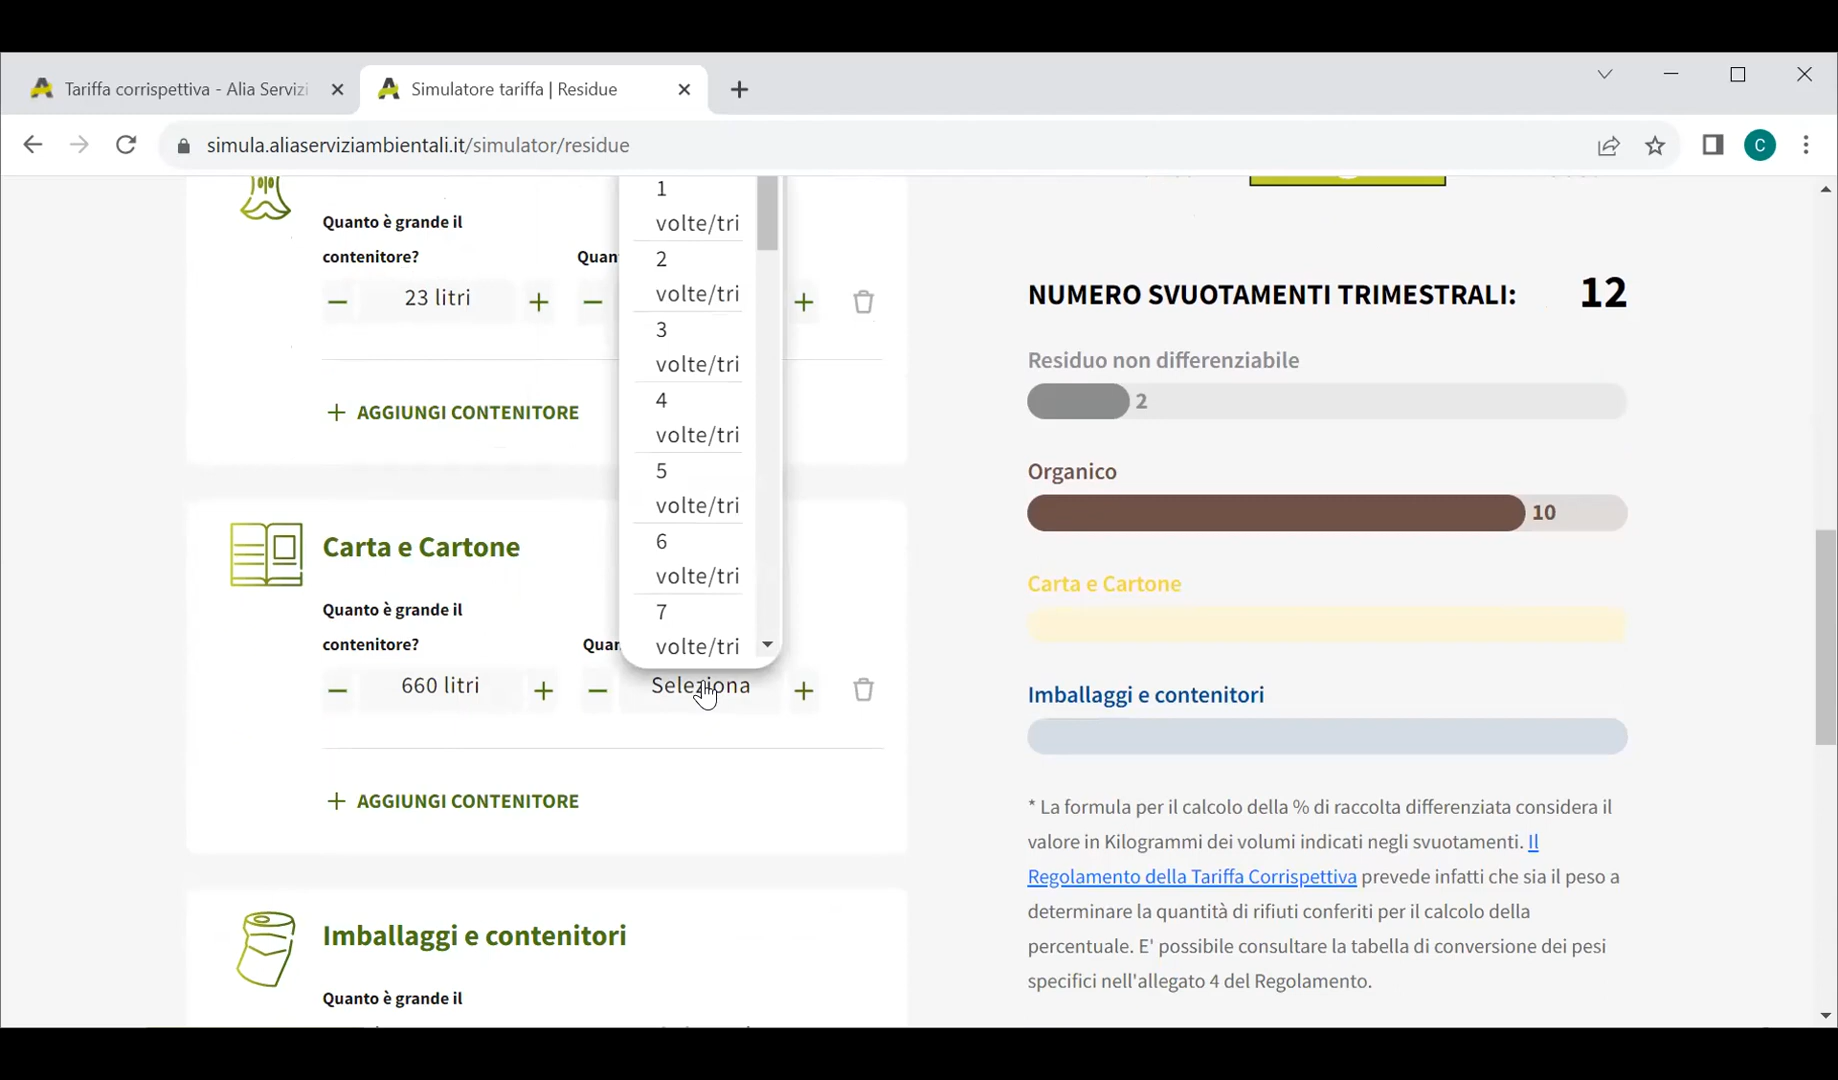 Tariffa corrispettiva - Alia Servizi
Simulatore tariffa | Residue
simula.aliaserviziambientali.it/simulator/residue
C
Quanto è grande il
contenitore?
Quan
23 litri
AGGIUNGI CONTENITORE
1
volte/tri
2
volte/tri
3
volte/tri
4
volte/tri
5
volte/tri
6
volte/tri
7
volte/tri
Carta e Cartone
Quanto è grande il
contenitore?
Quan
660 litri
Seleziona
AGGIUNGI CONTENITORE
Imballaggi e contenitori
Quanto è grande il
NUMERO SVUOTAMENTI TRIMESTRALI: 12
Residuo non differenziabile
2
Organico
10
Carta e Cartone
Imballaggi e contenitori
* La formula per il calcolo della % di raccolta differenziata considera il
valore in Kilogrammi dei volumi indicati negli svuotamenti. Il
Regolamento della Tariffa Corrispettiva prevede infatti che sia il peso a
determinare la quantità di rifiuti conferiti per il calcolo della
percentuale. E' possibile consultare la tabella di conversione dei pesi
specifici nell'allegato 4 del Regolamento.